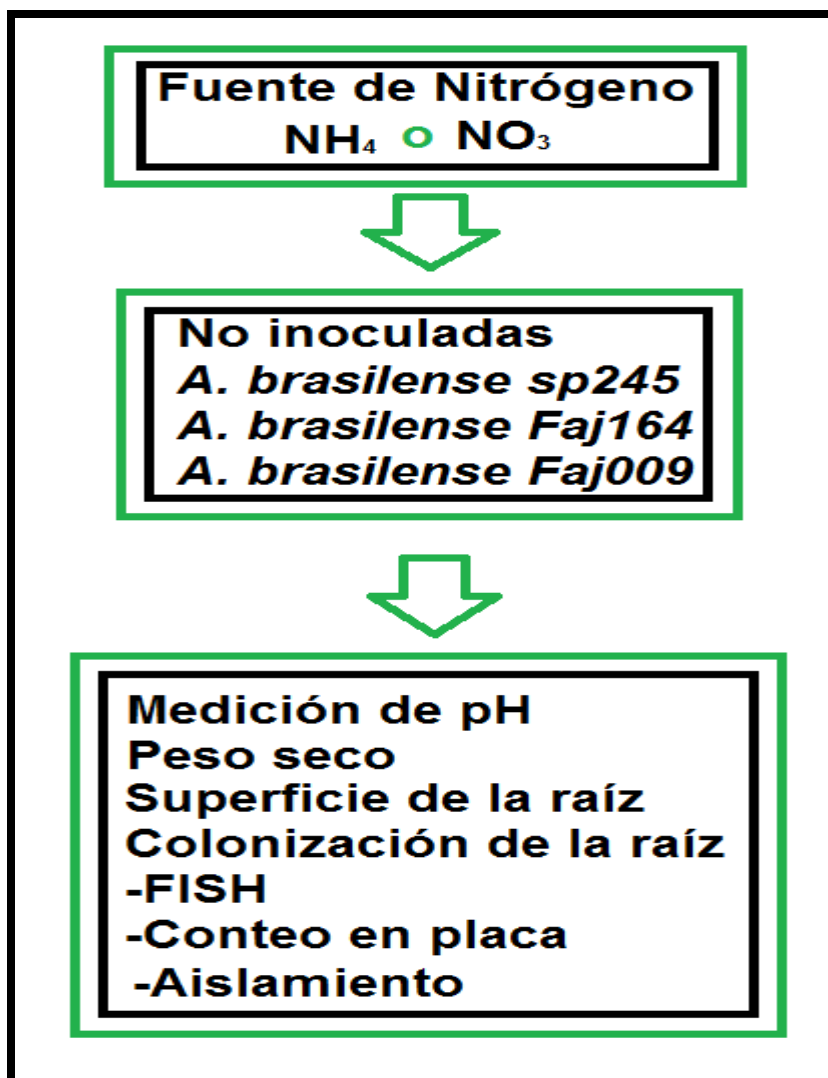 Fuente de Nitrógeno
NH₄ o NO₃
No inoculadas
A. brasilense sp245
A. brasilense Faj164
A. brasilense Faj009
Medición de pH
Peso seco
Superficie de la raíz
Colonización de la raíz
-FISH
-Conteo en placa
-Aislamiento